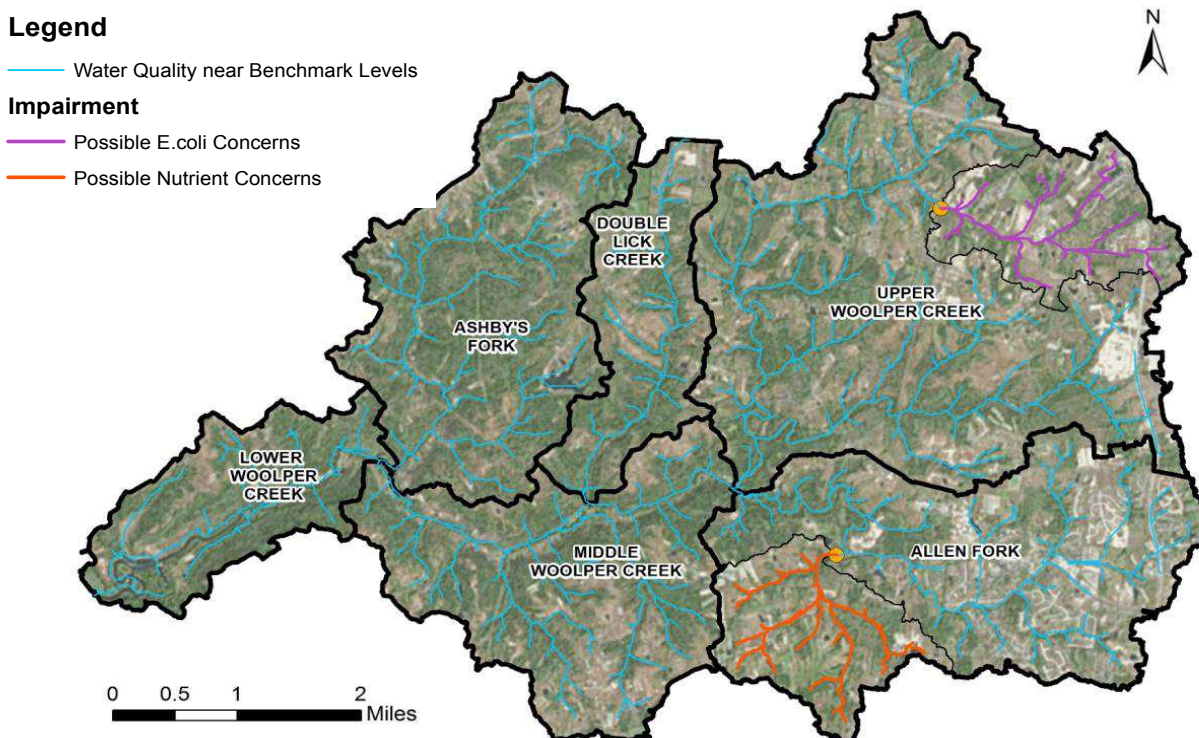 Legend
Water Quality near Benchmark Levels
Impairment
Possible E.coli Concerns
Possible Nutrient Concerns
N
DOUBLE
LICK
CREEK
UPPER
WOOLPER CREEK
ASHBY'S
FORK
LOWER
WOOLPER
CREEK
MIDDLE
WOOLPER CREEK
ALLEN FORK
0 0.5 1 2
Miles